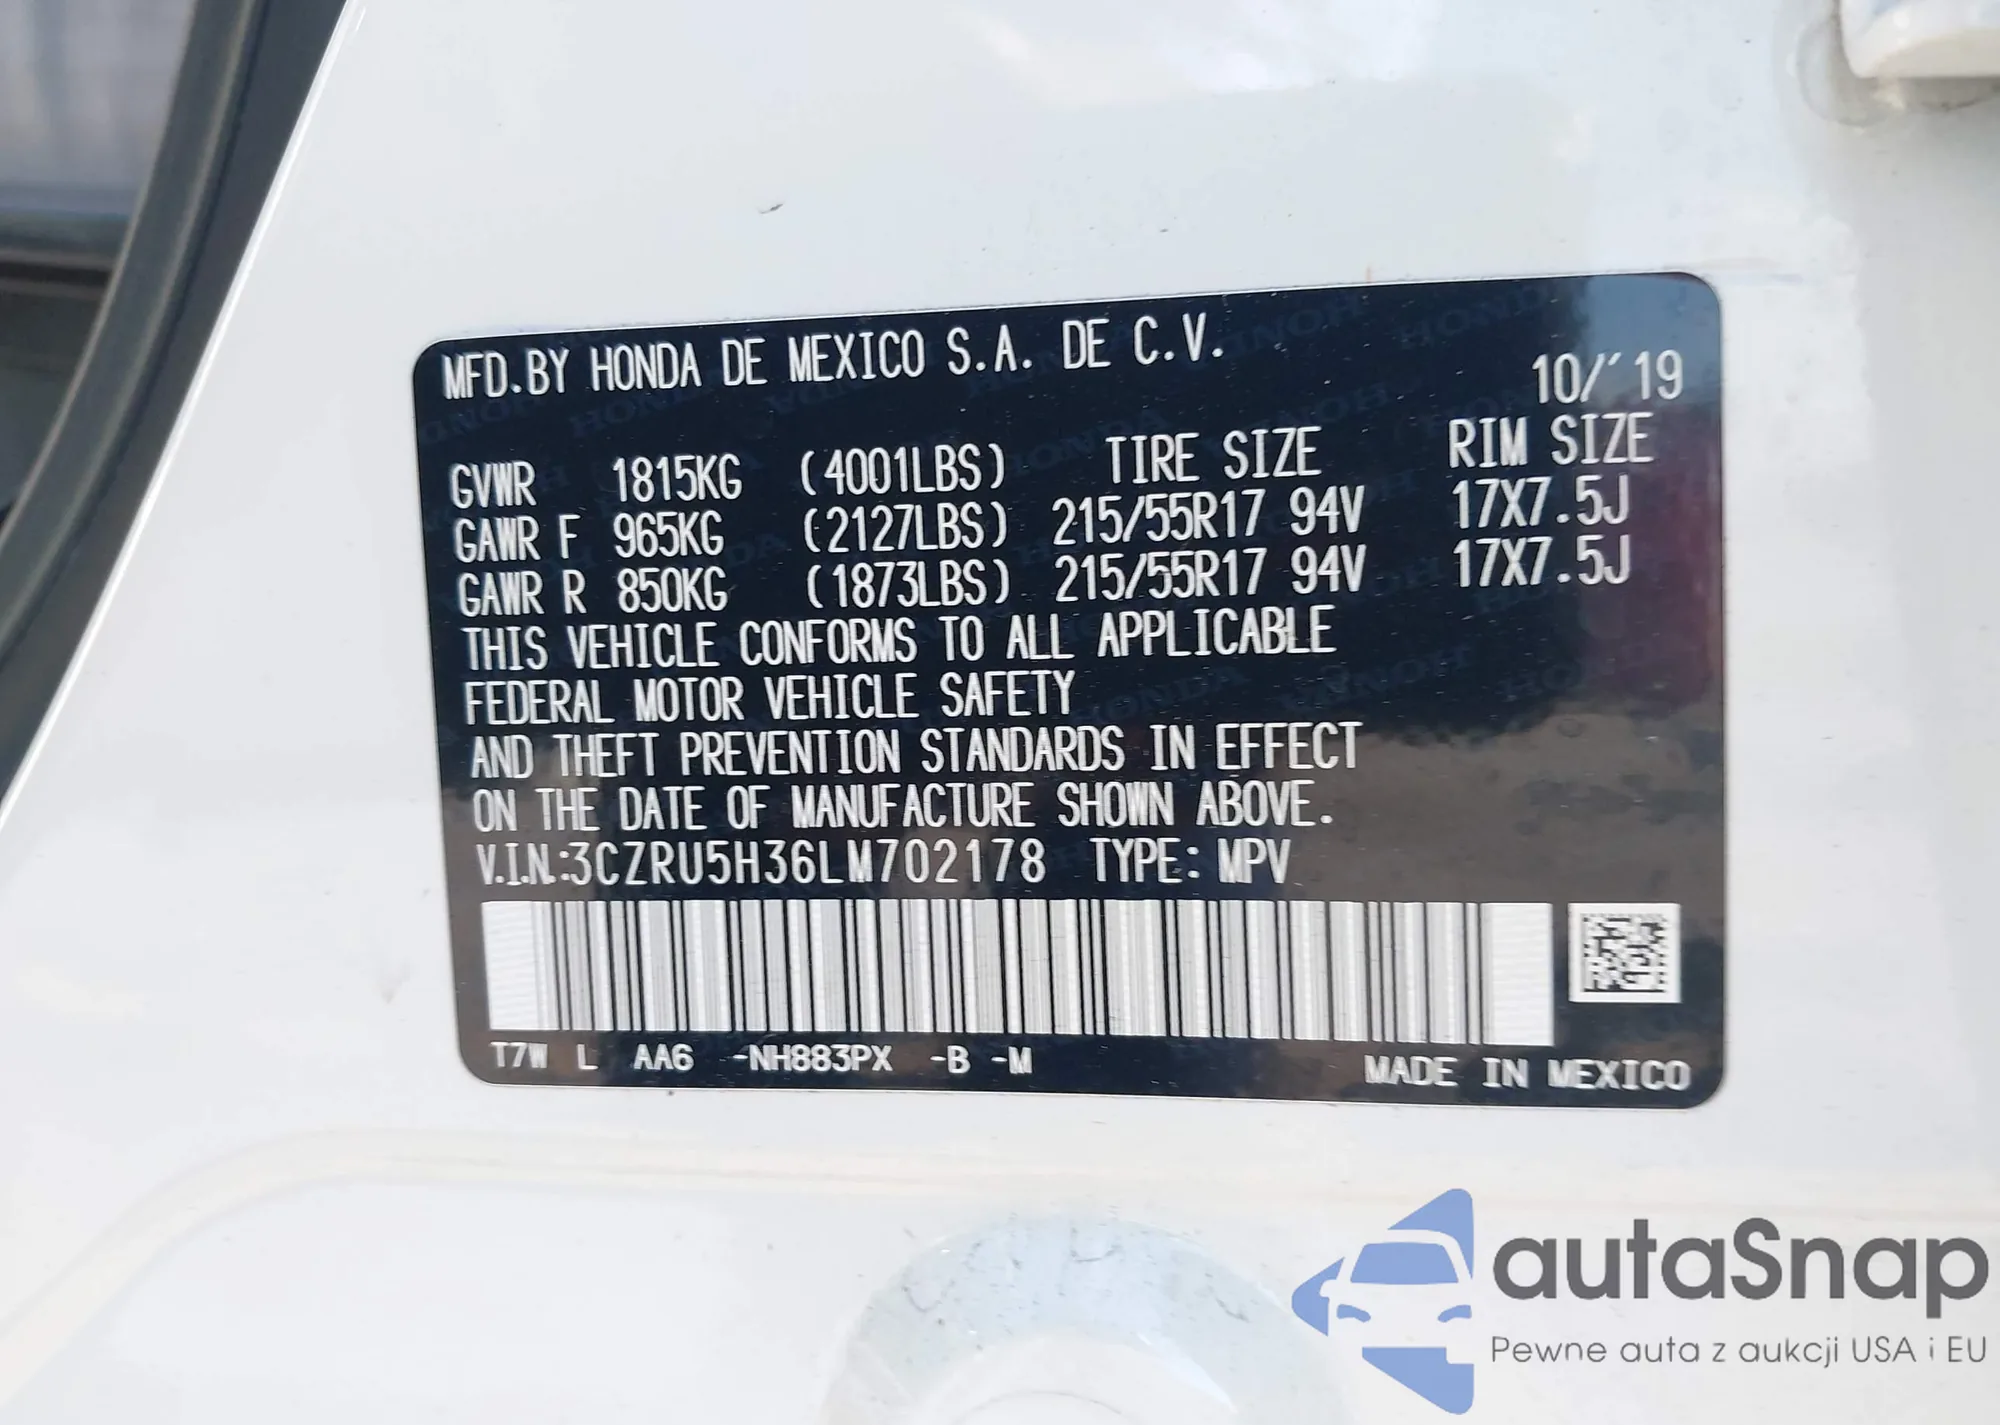 MFD.BY HONDA DE MEXICO S.A. DE C.V.
10/'19
GVWR 1815KG (4001LBS) TIRE SIZE RIM SIZE
GAWR F 965KG (2127LBS) 215/55R17 94V 17X7.5J
GAWR R 850KG (1873LBS) 215/55R17 94V 17X7.5J
THIS VEHICLE CONFORMS TO ALL APPLICABLE
FEDERAL MOTOR VEHICLE SAFETY
AND THEFT PREVENTION STANDARDS IN EFFECT
ON THE DATE OF MANUFACTURE SHOWN ABOVE.
V.I.N.:3CZRU5H36LM702178 TYPE: MPV
T7W L AA6 -NH883PX -B -M
MADE IN MEXICO
autaSnap
Pewne auta z aukcji USA i EU